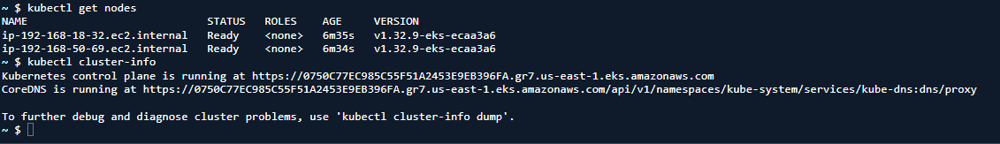 ~ $ kubectl get nodes
NAME                            STATUS   ROLES    AGE     VERSION
ip-192-168-18-32.ec2.internal   Ready    <none>   6m35s   v1.32.9-eks-ecaa3a6
ip-192-168-50-69.ec2.internal   Ready    <none>   6m34s   v1.32.9-eks-ecaa3a6
~ $ kubectl cluster-info
Kubernetes control plane is running at https://0750C77EC985C55F51A2453E9EB396FA.gr7.us-east-1.eks.amazonaws.com
CoreDNS is running at https://0750C77EC985C55F51A2453E9EB396FA.gr7.us-east-1.eks.amazonaws.com/api/v1/namespaces/kube-system/services/kube-dns:dns/proxy

To further debug and diagnose cluster problems, use 'kubectl cluster-info dump'.
~ $